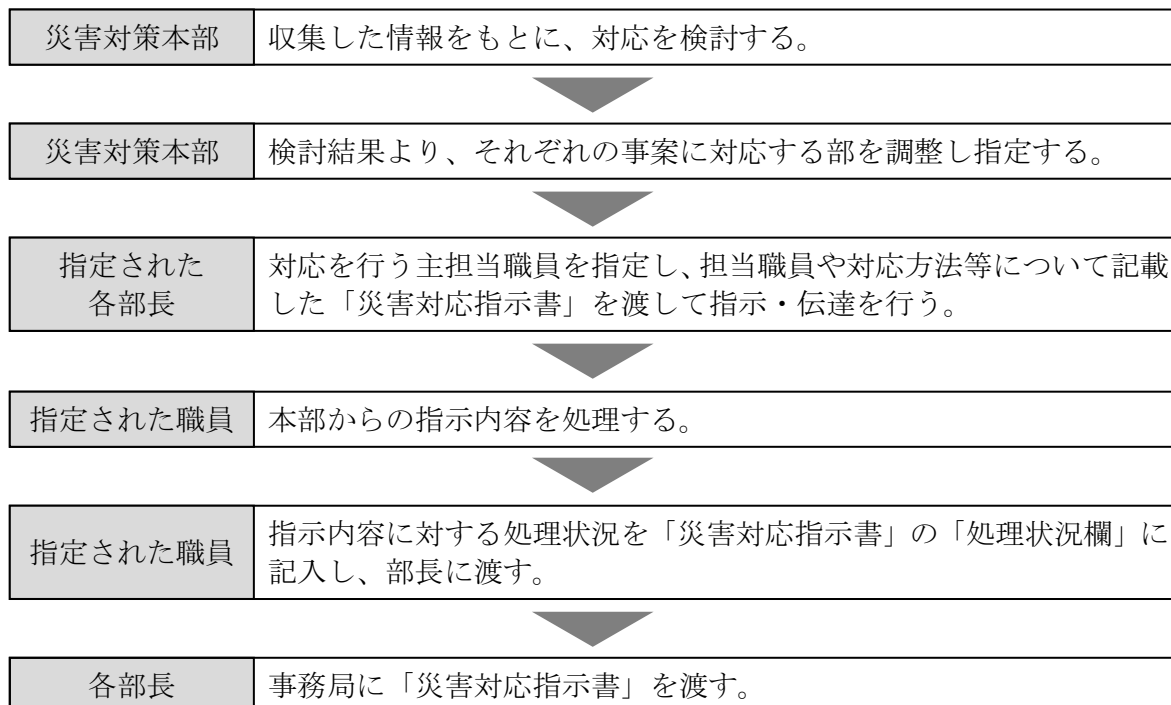 災害対策本部
収集した情報をもとに、対応を検討する。
災害対策本部
検討結果より、それぞれの事案に対応する部を調整し指定する。
指定された
各部長
対応を行う主担当職員を指定し、担当職員や対応方法等について記載
した「災害対応指示書」を渡して指示・伝達を行う。
指定された職員
本部からの指示内容を処理する。
指定された職員
指示内容に対する処理状況を「災害対応指示書」の「処理状況欄」に
記入し、部長に渡す。
各部長
事務局に「災害対応指示書」を渡す。